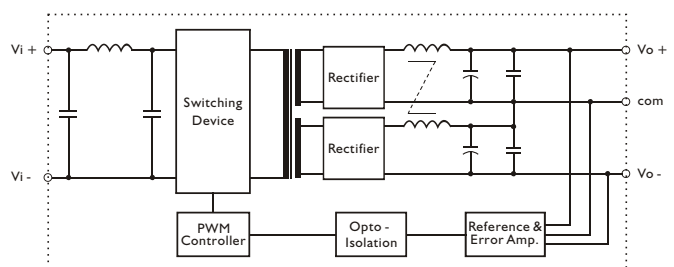 Vi +
Switching
Device
Rectifier
Vo +
com
Rectifier
Vi -
Vo -
PWM
Controller
Opto -
Isolation
Reference &
Error Amp.